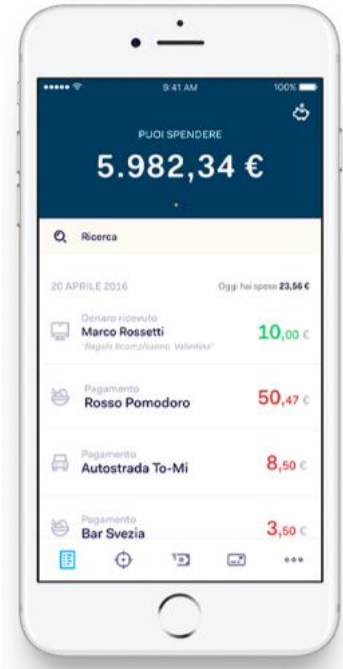 9:41 AM 100%
PUOI SPENDERE
5.982,34 €
Ricerca
20 APRILE 2016 Oggi hai speso 23,56 €
Denaro ricevuto
Marco Rossetti 10,00 €
"Regalo Valentina"
Pagamento
Rosso Pomodoro 50,47 €
Pagamento
Autostrada To-Mi 8,50 €
Pagamento
Bar Svezia 3,50 €